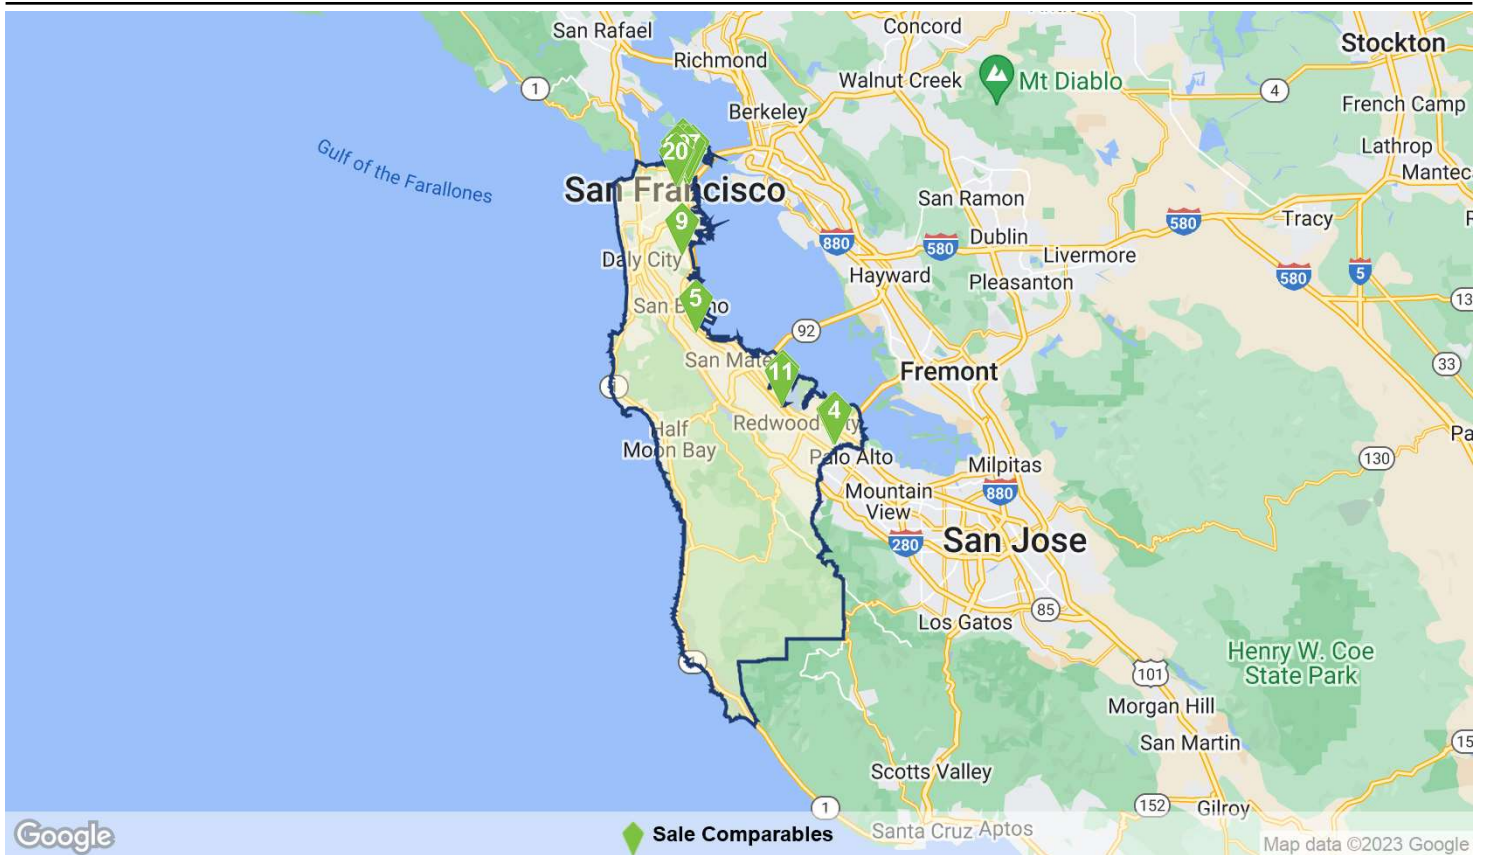 San Rafael
Concord
Stockton
Richmond
Walnut Creek
Mt Diablo
1
4
French Camp
Berkeley
Lathrop
Gulf of the Farallones
20
Manteca
San Francisco
San Ramon
9
580
Tracy
880
580
Dublin
Livermore
Daly City
Hayward
Pleasanton
580
5
5
San Bruno
92
San Mateo
Fremont
33
11
4
Redwood City
Half
Moon Bay
Palo Alto
130
Milpitas
Mountain
View
880
280
San Jose
85
Los Gatos
Henry W. Coe
State Park
101
Morgan Hill
San Martin
Scotts Valley
1
152
Gilroy
Google
Sale Comparables
Santa Cruz
Aptos
Map data ©2023 Google